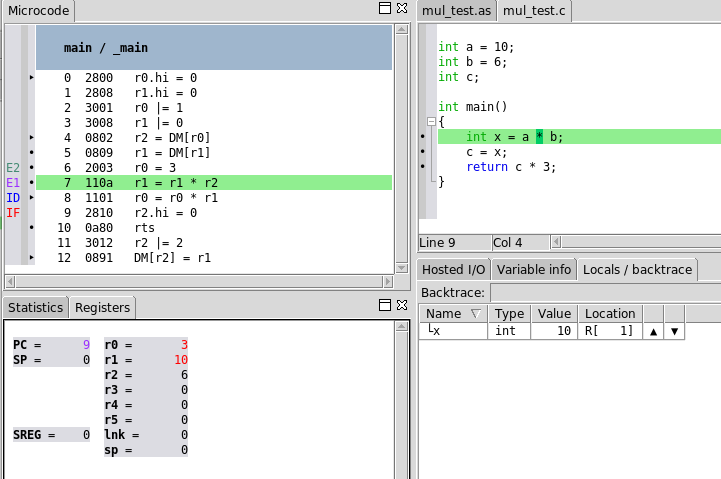 Microcode
main / _main
0 2800 r0.hi = 0
1 2808 r1.hi = 0
2 3001 r0 |= 1
3 3008 r1 |= 0
4 0802 r2 = DM[r0]
5 0809 r1 = DM[r1]
E2 6 2003 r0 = 3
E1 7 110a r1 = r1 * r2
ID 8 1101 r0 = r0 * r1
IF 9 2810 r2.hi = 0
10 0a80 rts
11 3012 r2 |= 2
12 0891 DM[r2] = r1
Statistics Registers
PC = 9 r0 = 3
SP = 0 r1 = 10
r2 = 6
r3 = 0
r4 = 0
r5 = 0
SREG = 0 lnk = 0
sp = 0
mul_test.as mul_test.c
int a = 10;
int b = 6;
int c;
int main()
{
int x = a * b;
c = x;
return c * 3;
}
Line 9 Col 4
Hosted I/O Variable info Locals / backtrace
Backtrace:
Name Type Value Location
x int 10 R[ 1]